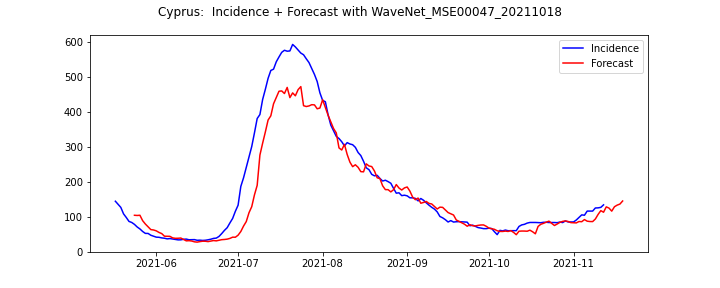 Cyprus:  Incidence + Forecast with WaveNet_MSE00047_20211018
600
500
400
300
200
100
0
Incidence
Forecast
2021-06 2021-07 2021-08 2021-09 2021-10 2021-11